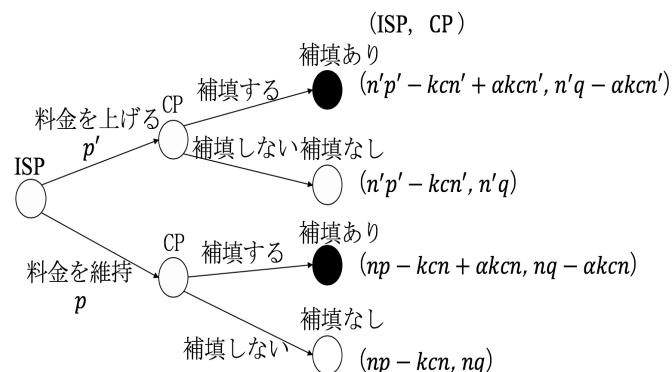 (ISP, CP)
補填あり
補填する
CP
(n′p′ − kcn′ + αkcn′, n′q − αkcn′)
料金を上げる
p′
補填しない 補填なし
ISP
(n′p′ − kcn′, n′q)
補填あり
CP
補填する
(np − kcn + αkcn, nq − αkcn)
料金を維持
p
補填なし
補填しない
(np − kcn, nq)